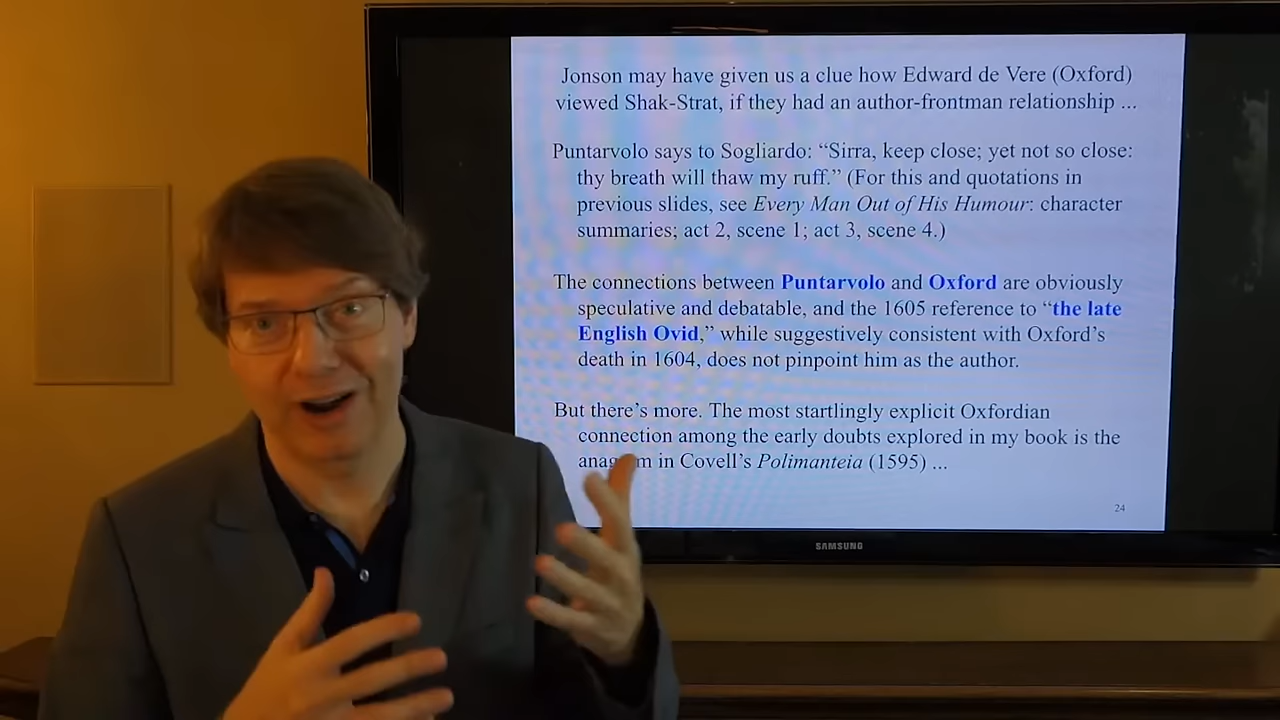 Jonson may have given us a clue how Edward de Vere (Oxford)
viewed Shak-Strat, if they had an author-frontman relationship ...
Puntarvolo says to Sogliardo: “Sirra, keep close; yet not so close:
thy breath will thaw my ruff.” (For this and quotations in
previous slides, see Every Man Out of His Humour: character
summaries; act 2, scene 1; act 3, scene 4.)
The connections between Puntarvolo and Oxford are obviously
speculative and debatable, and the 1605 reference to “the late
English Ovid,” while suggestively consistent with Oxford’s
death in 1604, does not pinpoint him as the author.
But there’s more. The most startlingly explicit Oxfordian
connection among the early doubts explored in my book is the
in Covell’s Polimanteia (1595) ...
24
SAMSUNG